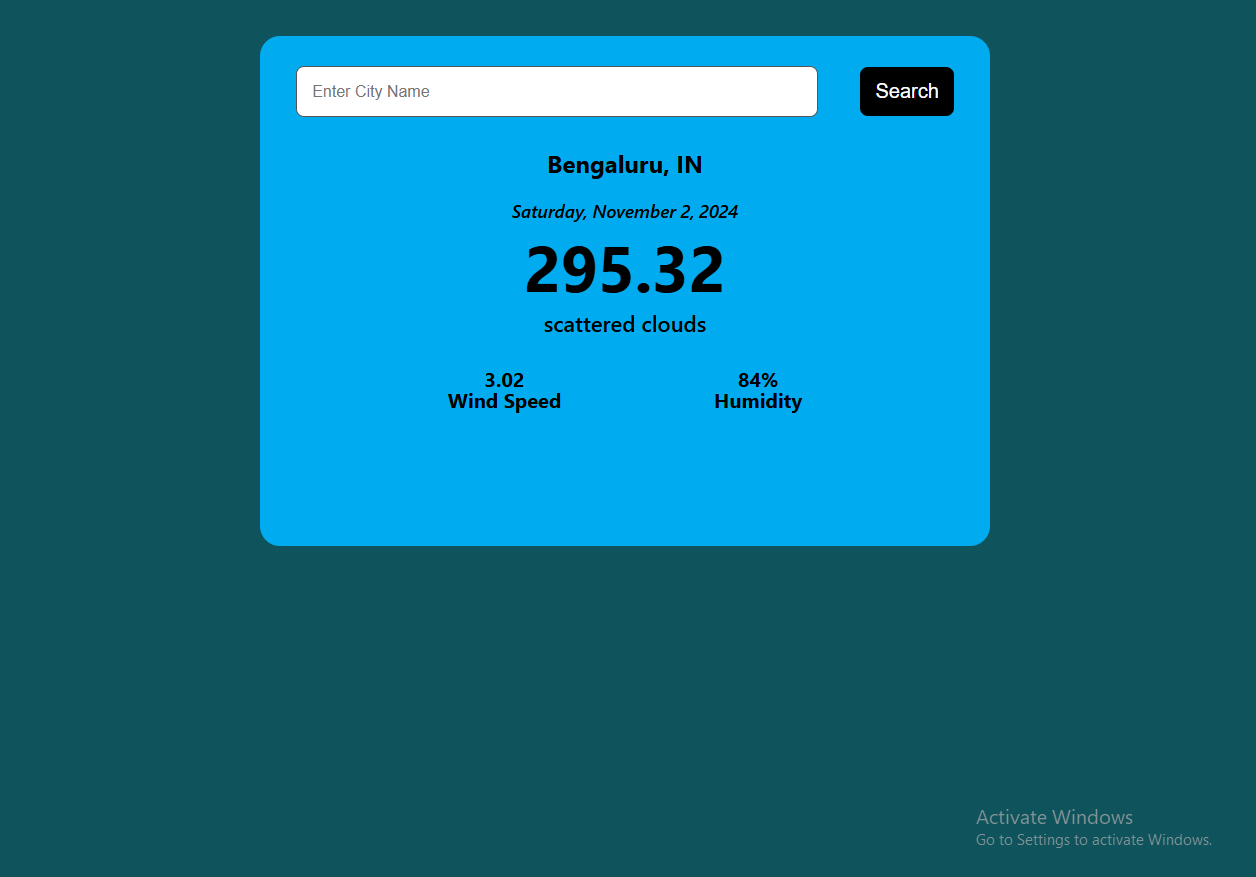 Enter City Name
Search
Bengaluru, IN
Saturday, November 2, 2024
295.32
scattered clouds
3.02
Wind Speed
84%
Humidity
Activate Windows
Go to Settings to activate Windows.